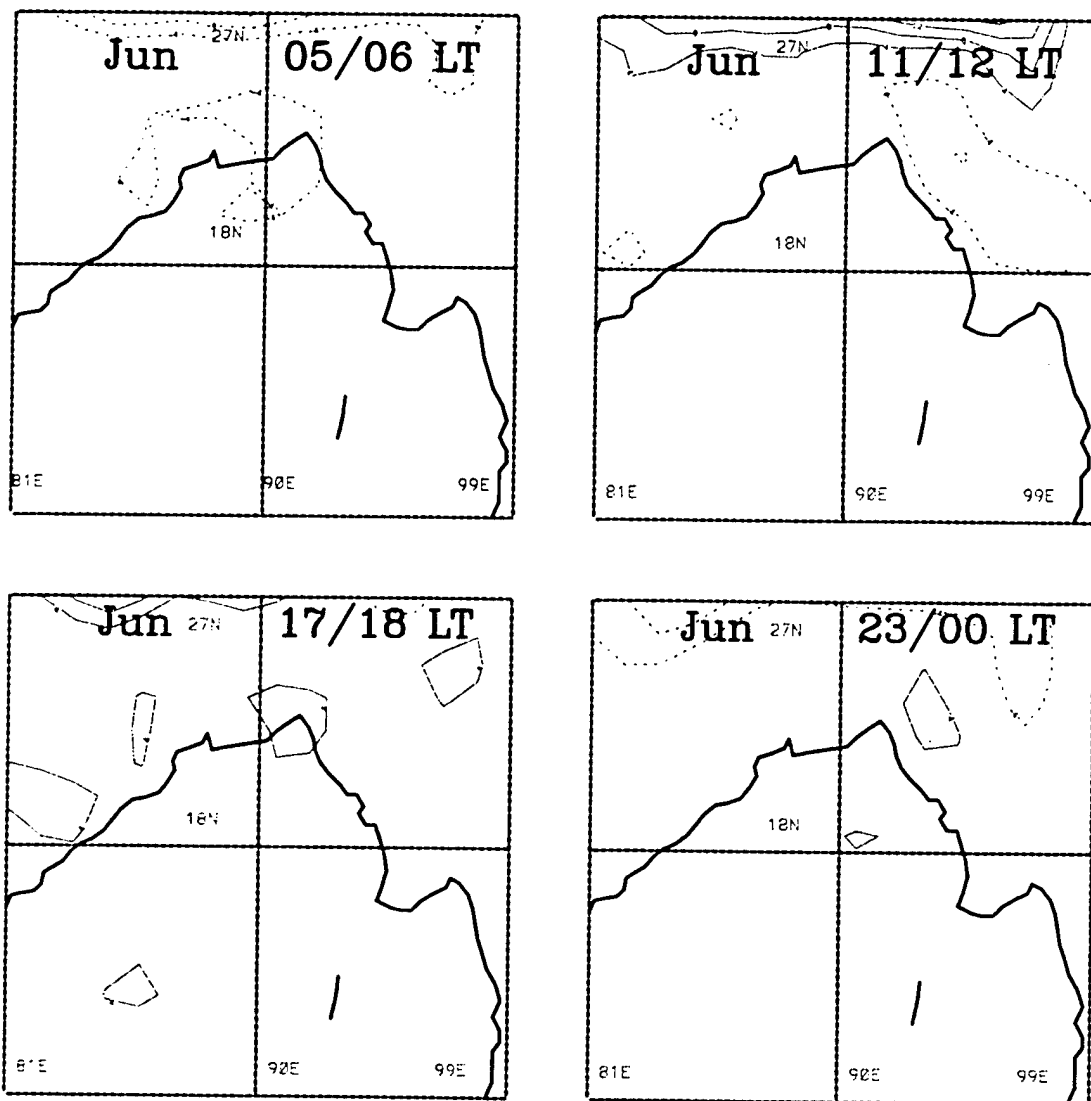 27N
Jun 05/06 LT
18N
81E 90E 99E
27N
Jun 11/12 LT
18N
81E 90E 99E
Jun 27N 17/18 LT
18N
81E 90E 99E
Jun 27N 23/00 LT
18N
81E 90E 99E